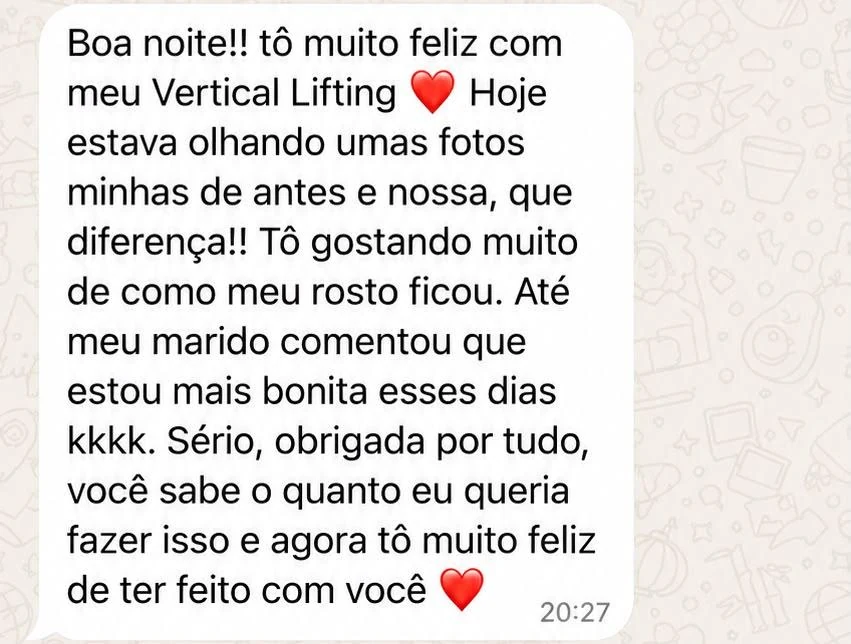 Boa noite!! tô muito feliz com
meu Vertical Lifting ❤️ Hoje
estava olhando umas fotos
minhas de antes e nossa, que
diferença!! Tô gostando muito
de como meu rosto ficou. Até
meu marido comentou que
estou mais bonita esses dias
kkkk. Sério, obrigada por tudo,
você sabe o quanto eu queria
fazer isso e agora tô muito feliz
de ter feito com você ❤️
20:27